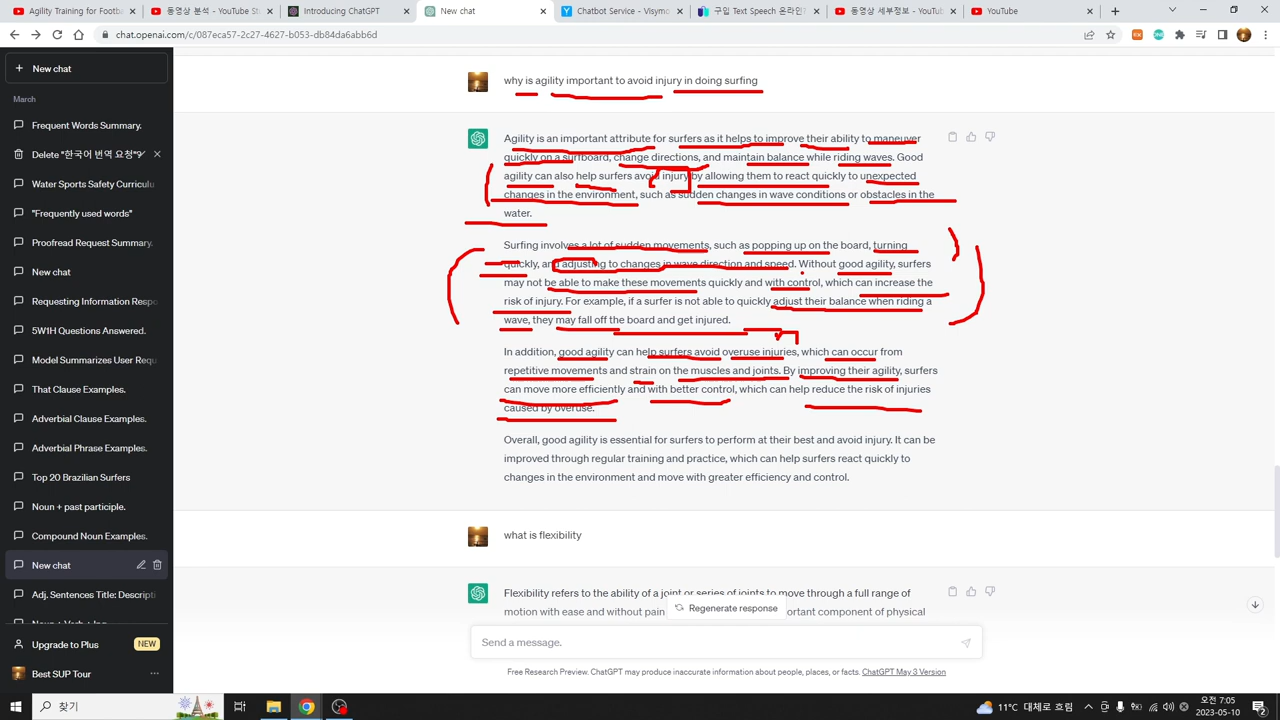 Agility Training for Footba
동영상 분석 - YouTube St
Introducing ChatGPT
New chat
Chatbot Service - Visymo
구입 Text Speech 온라인
동영상 세부정보 - YouTube
YouTube
chat.openai.com/c/087eca57-2c27-4627-b053-db84da6abb6d
New chat
March
Frequent Words Summary.
Delete "한국어 번역 요청"?
Water Sports Safety Curriculu
"Frequently used words"
Proofread Request Summary.
New chat
Requesting Information Respo
5W1H Questions Answered.
Model Summarizes User Requ
That Clause Examples.
Adverbial Clause Examples.
Adverbial Phrase Examples.
Top 20 Brazilian Surfers
Noun + past participle.
Compound Noun Examples.
New chat
Adj. Sentences Title: Descripti
Noun + Verb + Ing
Upgrade to Plus NEW
Best SUP Tour
why is agility important to avoid injury in doing surfing
Agility is an important attribute for surfers as it helps to improve their ability to maneuver
quickly on a surfboard, change directions, and maintain balance while riding waves. Good
agility can also help surfers avoid injury by allowing them to react quickly to unexpected
changes in the environment, such as sudden changes in wave conditions or obstacles in the
water.
Surfing involves a lot of sudden movements, such as popping up on the board, turning
quickly, and adjusting to changes in wave direction and speed. Without good agility, surfers
may not be able to make these movements quickly and with control, which can increase the
risk of injury. For example, if a surfer is not able to quickly adjust their balance when riding a
wave, they may fall off the board and get injured.
In addition, good agility can help surfers avoid overuse injuries, which can occur from
repetitive movements and strain on the muscles and joints. By improving their agility, surfers
can move more efficiently and with better control, which can help reduce the risk of injuries
caused by overuse.
Overall, good agility is essential for surfers to perform at their best and avoid injury. It can be
improved through regular training and practice, which can help surfers react quickly to
changes in the environment and move with greater efficiency and control.
what is flexibility
Flexibility refers to the ability of a joint or series of joints to move through a full range of
motion with ease and without pain
ortant component of physical
Regenerate response
Send a message.
Free Research Preview. ChatGPT may produce inaccurate information about people, places, or facts. ChatGPT May 3 Version
찾기
11°C 대체로 흐림
오전 7:05
2023-05-10